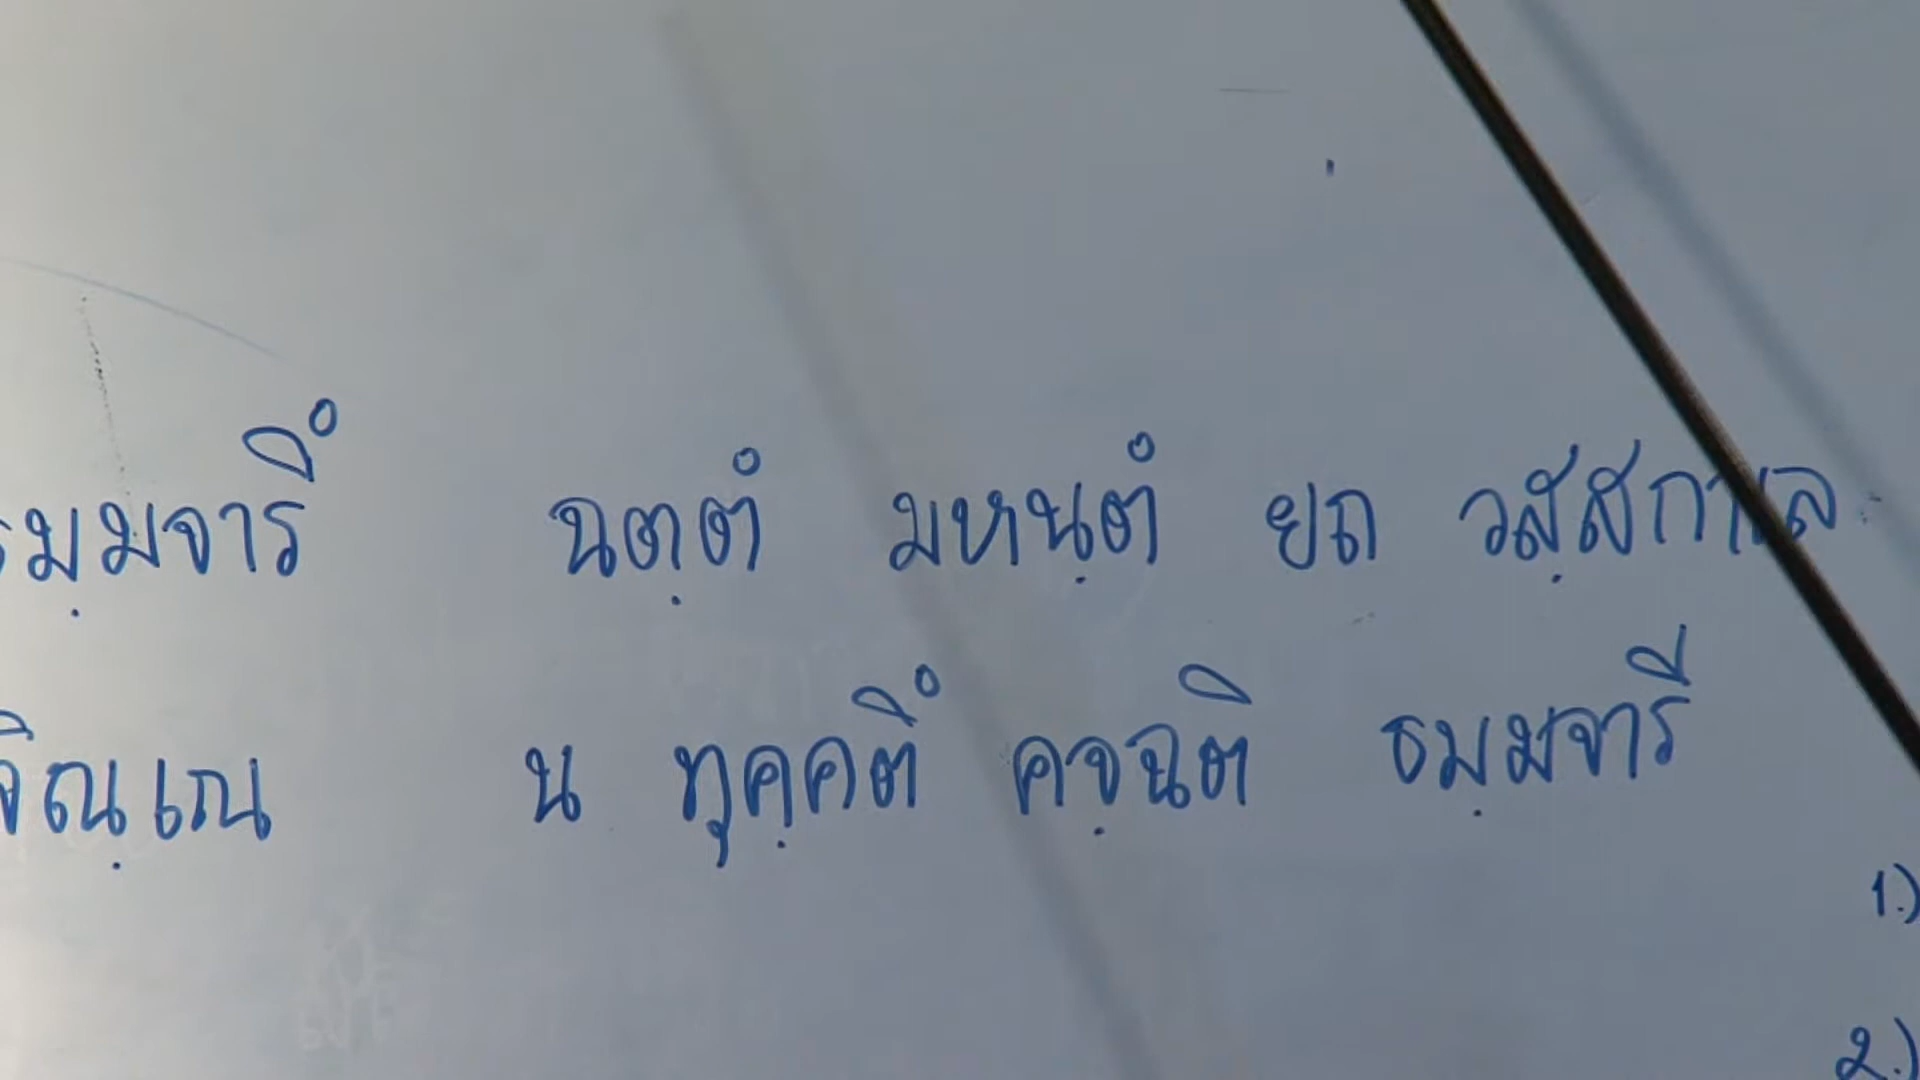 ธมฺมจารึ ฉตฺตํ มหนฺตํ ยถ วสฺสกาล
จิณฺเณ น ทุคฺคตึ คจฺฉติ ธมฺมจารี
1.)
2.)